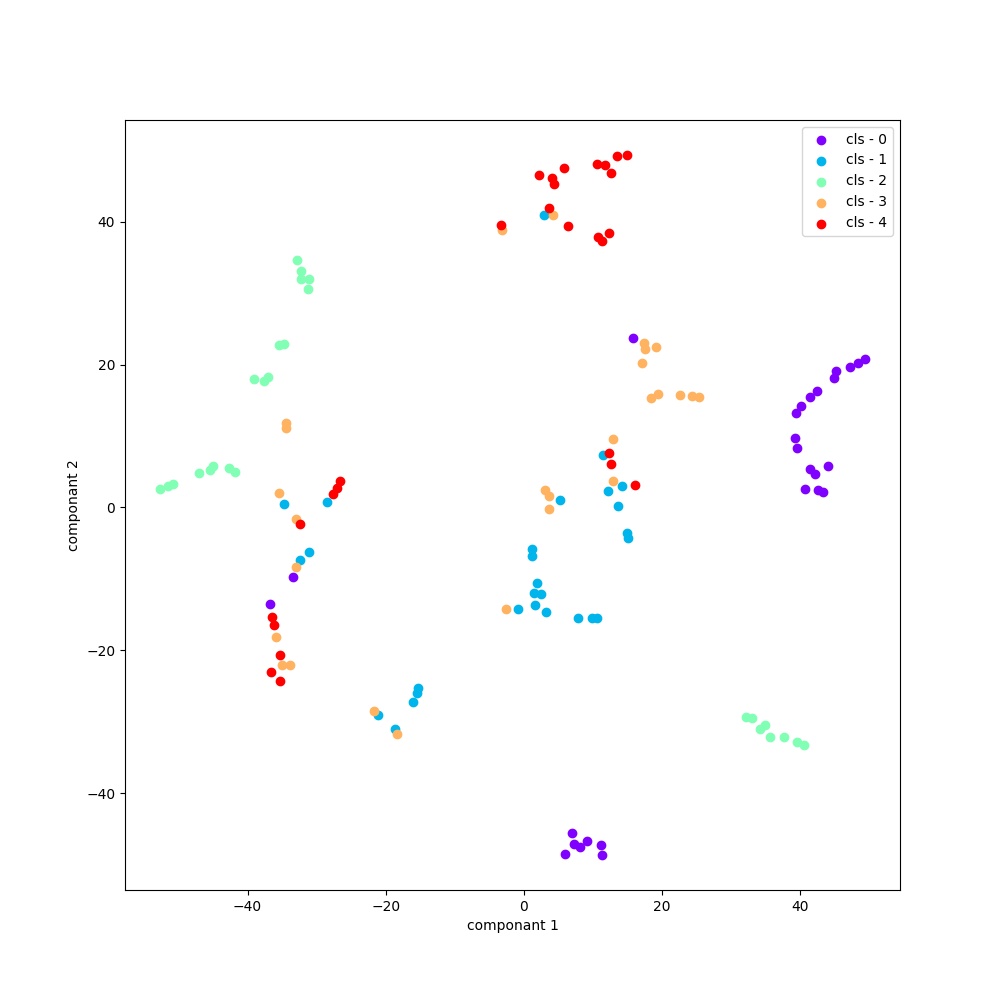 cls - 0
cls - 1
cls - 2
cls - 3
cls - 4
40
20
0
−20
−40
componant 2
−40
−20
0
20
40
componant 1